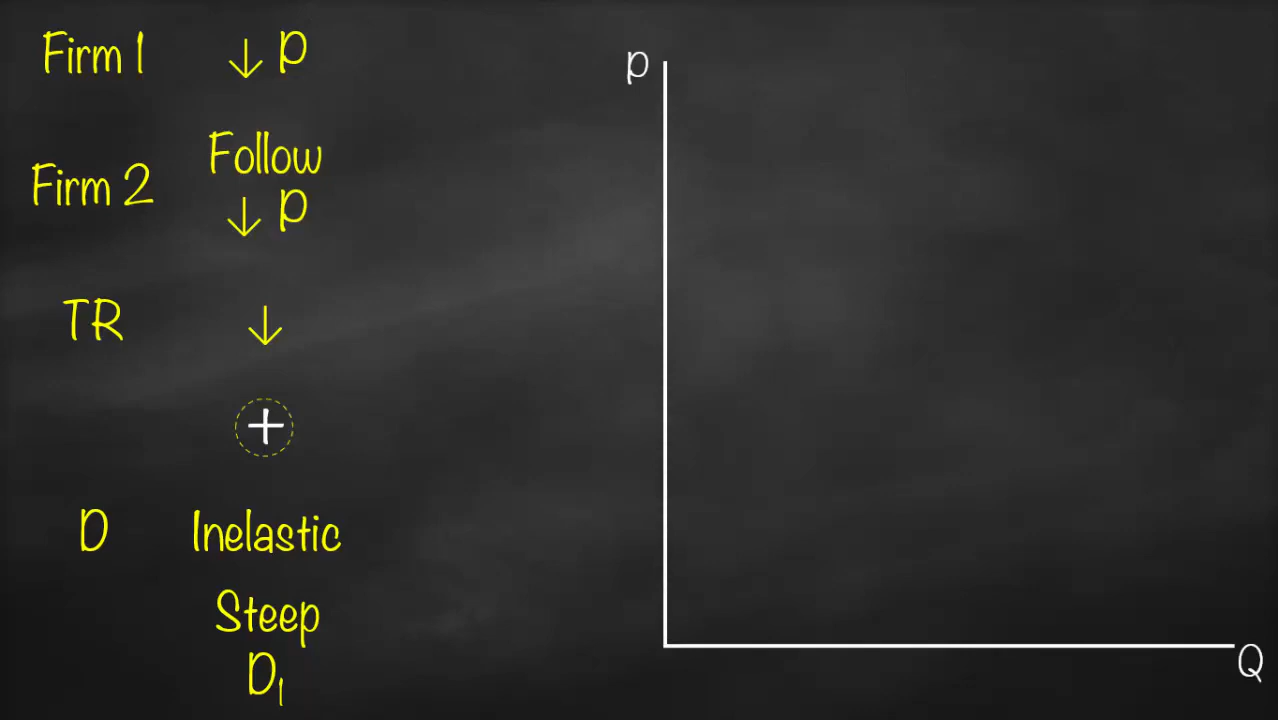 Firm 1 ↓ P
Follow
Firm 2 ↓ P
TR ↓
+
D Inelastic
Steep
D₁
P
Q